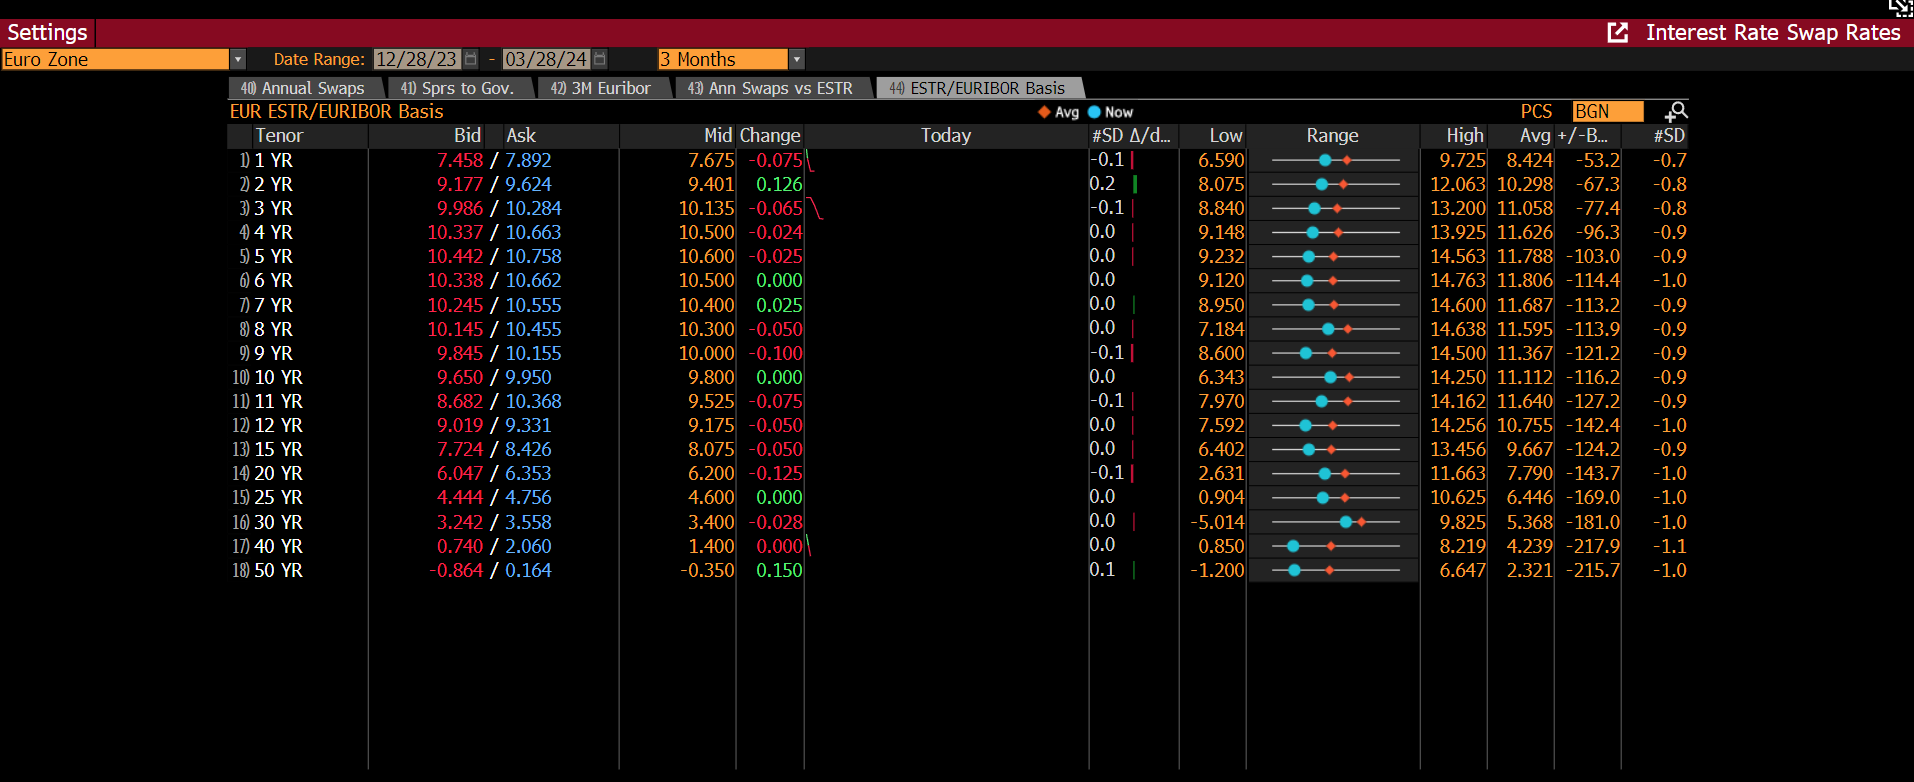 Settings Interest Rate Swap Rates
Euro Zone Date Range: 12/28/23 - 03/28/24 3 Months
40) Annual Swaps 41) Sprs to Gov. 42) 3M Euribor 43) Ann Swaps vs ESTR 44) ESTR/EURIBOR Basis
EUR ESTR/EURIBOR Basis Avg Now PCS BGN
Tenor Bid Ask Mid Change Today #SD Δ/d... Low Range High Avg +/-B... #SD
1) 1 YR 7.458 / 7.892 7.675 -0.075 -0.1 6.590 9.725 8.424 -53.2 -0.7
2) 2 YR 9.177 / 9.624 9.401 0.126 0.2 8.075 12.063 10.298 -67.3 -0.8
3) 3 YR 9.986 / 10.284 10.135 -0.065 -0.1 8.840 13.200 11.058 -77.4 -0.8
4) 4 YR 10.337 / 10.663 10.500 -0.024 0.0 9.148 13.925 11.626 -96.3 -0.9
5) 5 YR 10.442 / 10.758 10.600 -0.025 0.0 9.232 14.563 11.788 -103.0 -0.9
6) 6 YR 10.338 / 10.662 10.500 0.000 0.0 9.120 14.763 11.806 -114.4 -1.0
7) 7 YR 10.245 / 10.555 10.400 0.025 0.0 8.950 14.600 11.687 -113.2 -0.9
8) 8 YR 10.145 / 10.455 10.300 -0.050 0.0 7.184 14.638 11.595 -113.9 -0.9
9) 9 YR 9.845 / 10.155 10.000 -0.100 -0.1 8.600 14.500 11.367 -121.2 -0.9
10) 10 YR 9.650 / 9.950 9.800 0.000 0.0 6.343 14.250 11.112 -116.2 -0.9
11) 11 YR 8.682 / 10.368 9.525 -0.075 -0.1 7.970 14.162 11.640 -127.2 -0.9
12) 12 YR 9.019 / 9.331 9.175 -0.050 0.0 7.592 14.256 10.755 -142.4 -1.0
13) 15 YR 7.724 / 8.426 8.075 -0.050 0.0 6.402 13.456 9.667 -124.2 -0.9
14) 20 YR 6.047 / 6.353 6.200 -0.125 -0.1 2.631 11.663 7.790 -143.7 -1.0
15) 25 YR 4.444 / 4.756 4.600 0.000 0.0 0.904 10.625 6.446 -169.0 -1.0
16) 30 YR 3.242 / 3.558 3.400 -0.028 0.0 -5.014 9.825 5.368 -181.0 -1.0
17) 40 YR 0.740 / 2.060 1.400 0.000 0.0 0.850 8.219 4.239 -217.9 -1.1
18) 50 YR -0.864 / 0.164 -0.350 0.150 0.1 -1.200 6.647 2.321 -215.7 -1.0